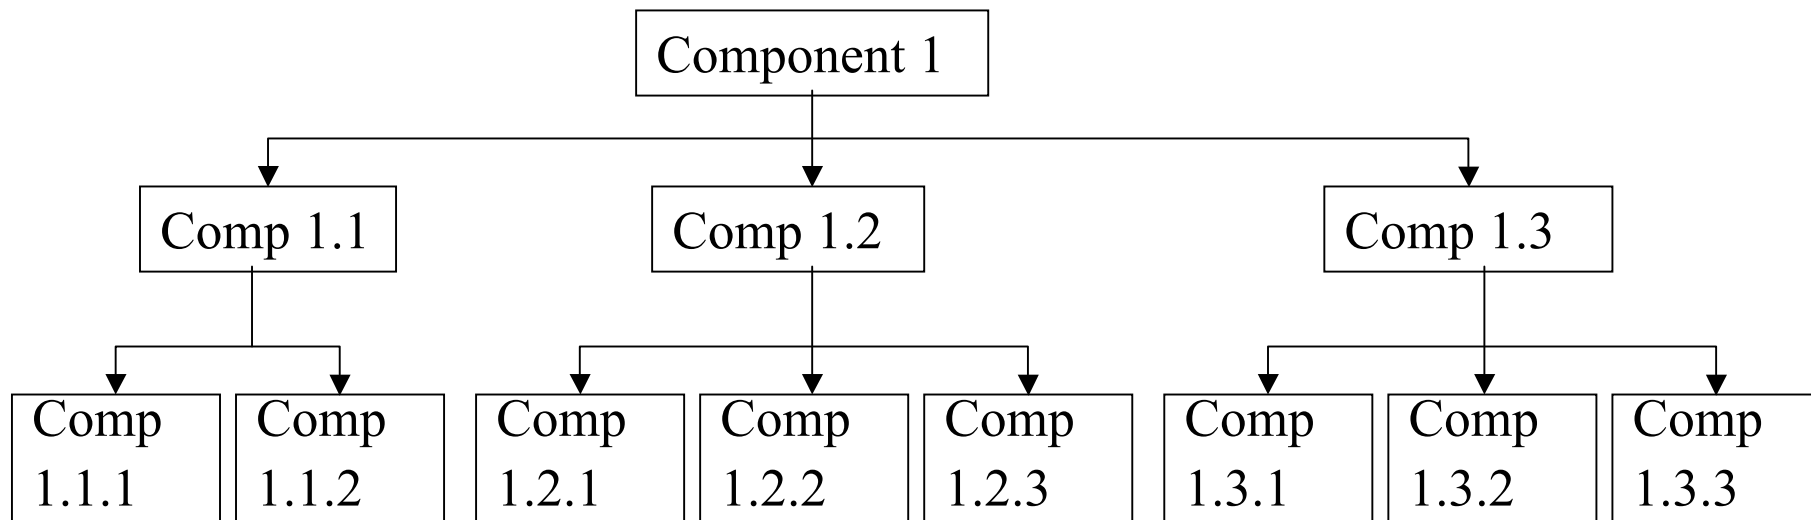 Component 1
Comp 1.1
Comp 1.2
Comp 1.3
Comp
1.1.1
Comp
1.1.2
Comp
1.2.1
Comp
1.2.2
Comp
1.2.3
Comp
1.3.1
Comp
1.3.2
Comp
1.3.3